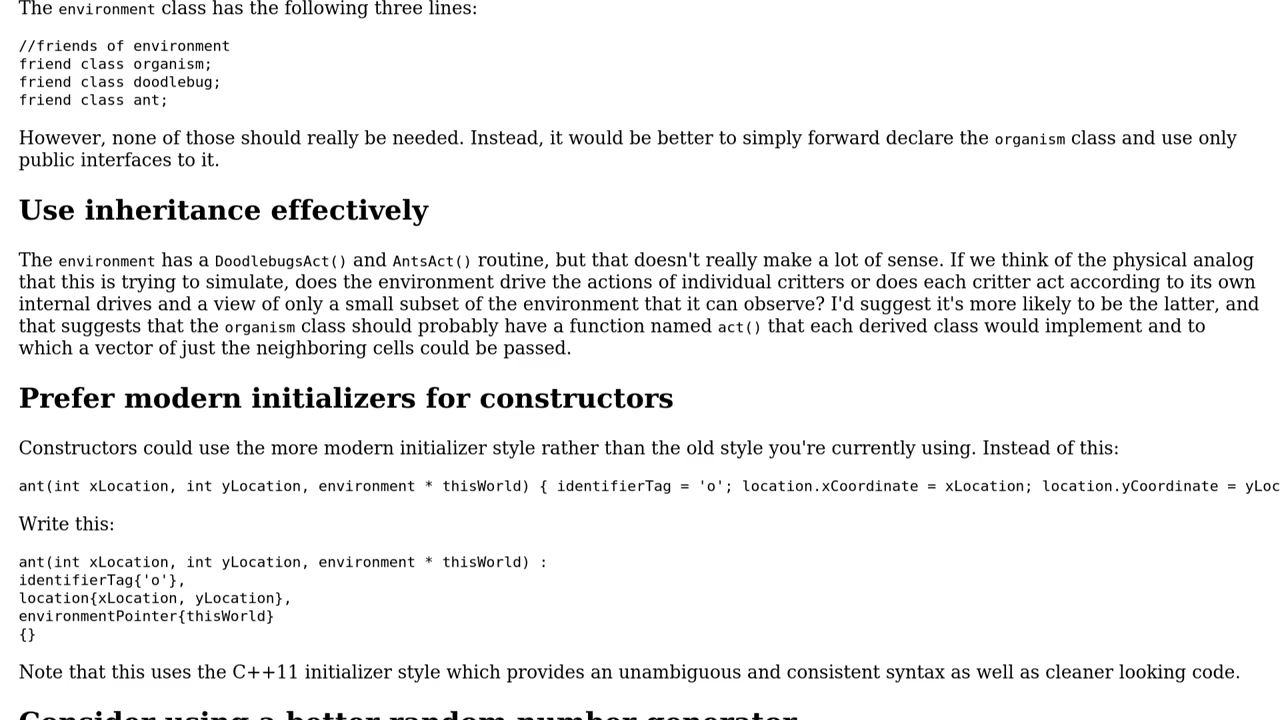 The environment class has the following three lines:
//friends of environment
friend class organism;
friend class doodlebug;
friend class ant;
However, none of those should really be needed. Instead, it would be better to simply forward declare the organism class and use only
public interfaces to it.
Use inheritance effectively
The environment has a DoodlebugsAct() and AntsAct() routine, but that doesn't really make a lot of sense. If we think of the physical analog
that this is trying to simulate, does the environment drive the actions of individual critters or does each critter act according to its own
internal drives and a view of only a small subset of the environment that it can observe? I'd suggest it's more likely to be the latter, and
that suggests that the organism class should probably have a function named act() that each derived class would implement and to
which a vector of just the neighboring cells could be passed.
Prefer modern initializers for constructors
Constructors could use the more modern initializer style rather than the old style you're currently using. Instead of this:
ant(int xLocation, int yLocation, environment * thisWorld) { identifierTag = 'o'; location.xCoordinate = xLocation; location.yCoordinate = yLoc
Write this:
ant(int xLocation, int yLocation, environment * thisWorld) :
identifierTag{'o'},
location{xLocation, yLocation},
environmentPointer{thisWorld}
{}
Note that this uses the C++11 initializer style which provides an unambiguous and consistent syntax as well as cleaner looking code.
Consider using a better random number generator